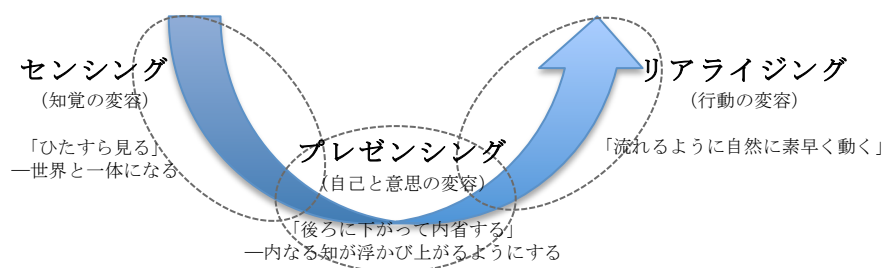 センシング
（知覚の変容）
「ひたすら見る」
―世界と一体になる
プレゼンシング
（自己と意思の変容）
「後ろに下がって内省する」
―内なる知が浮かび上がるようにする
リアライジング
（行動の変容）
「流れるように自然に素早く動く」